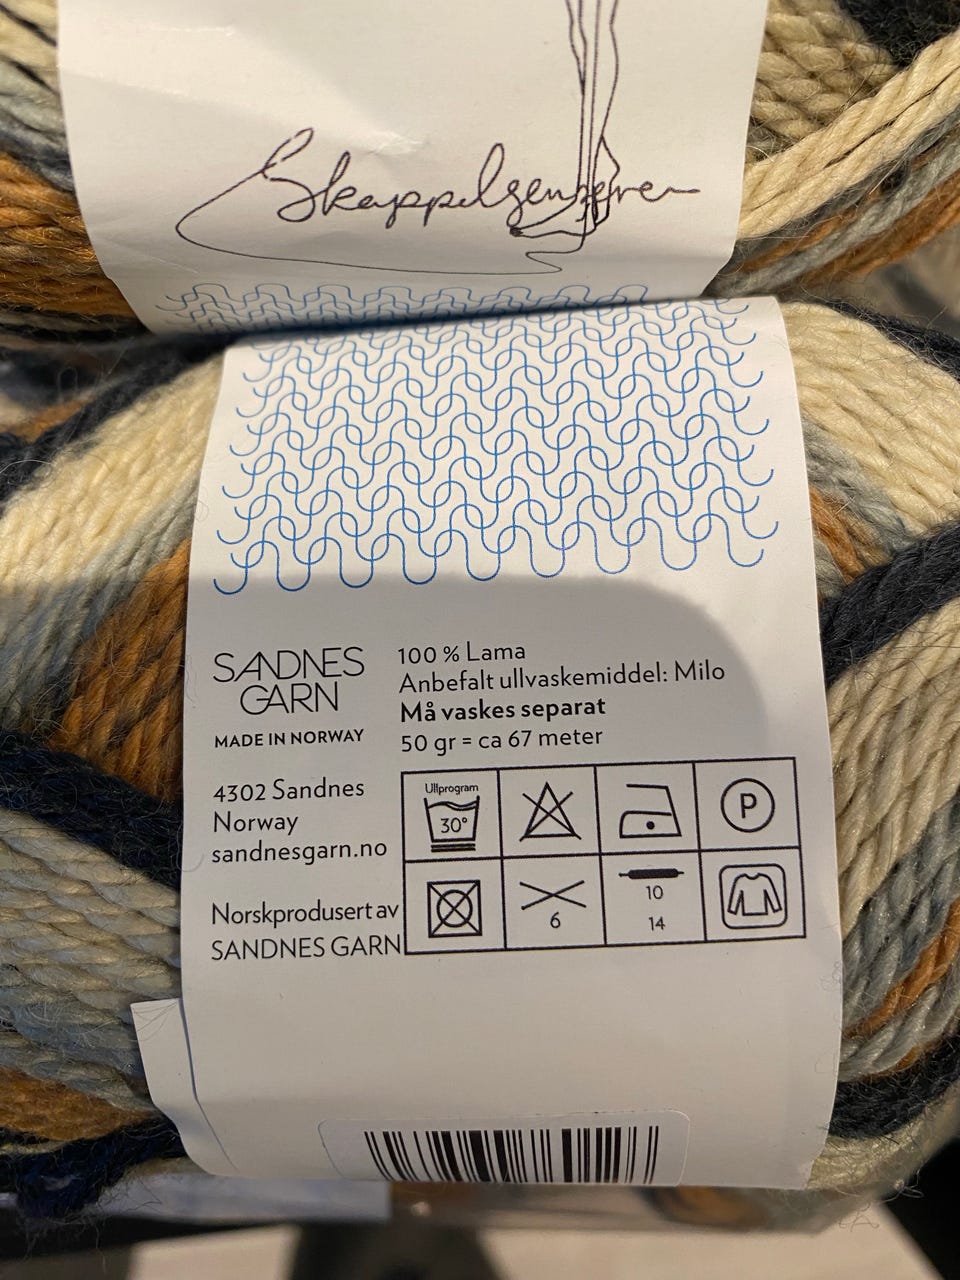 Skappelgenseren
SANDNES
GARN
MADE IN NORWAY
4302 Sandnes
Norway
sandnesgarn.no
Norskprodusert av
SANDNES GARN
100 % Lama
Anbefalt ullvaskemiddel: Milo
Må vaskes separat
50 gr = ca 67 meter
Ullprogram
30°
P
6
10
14